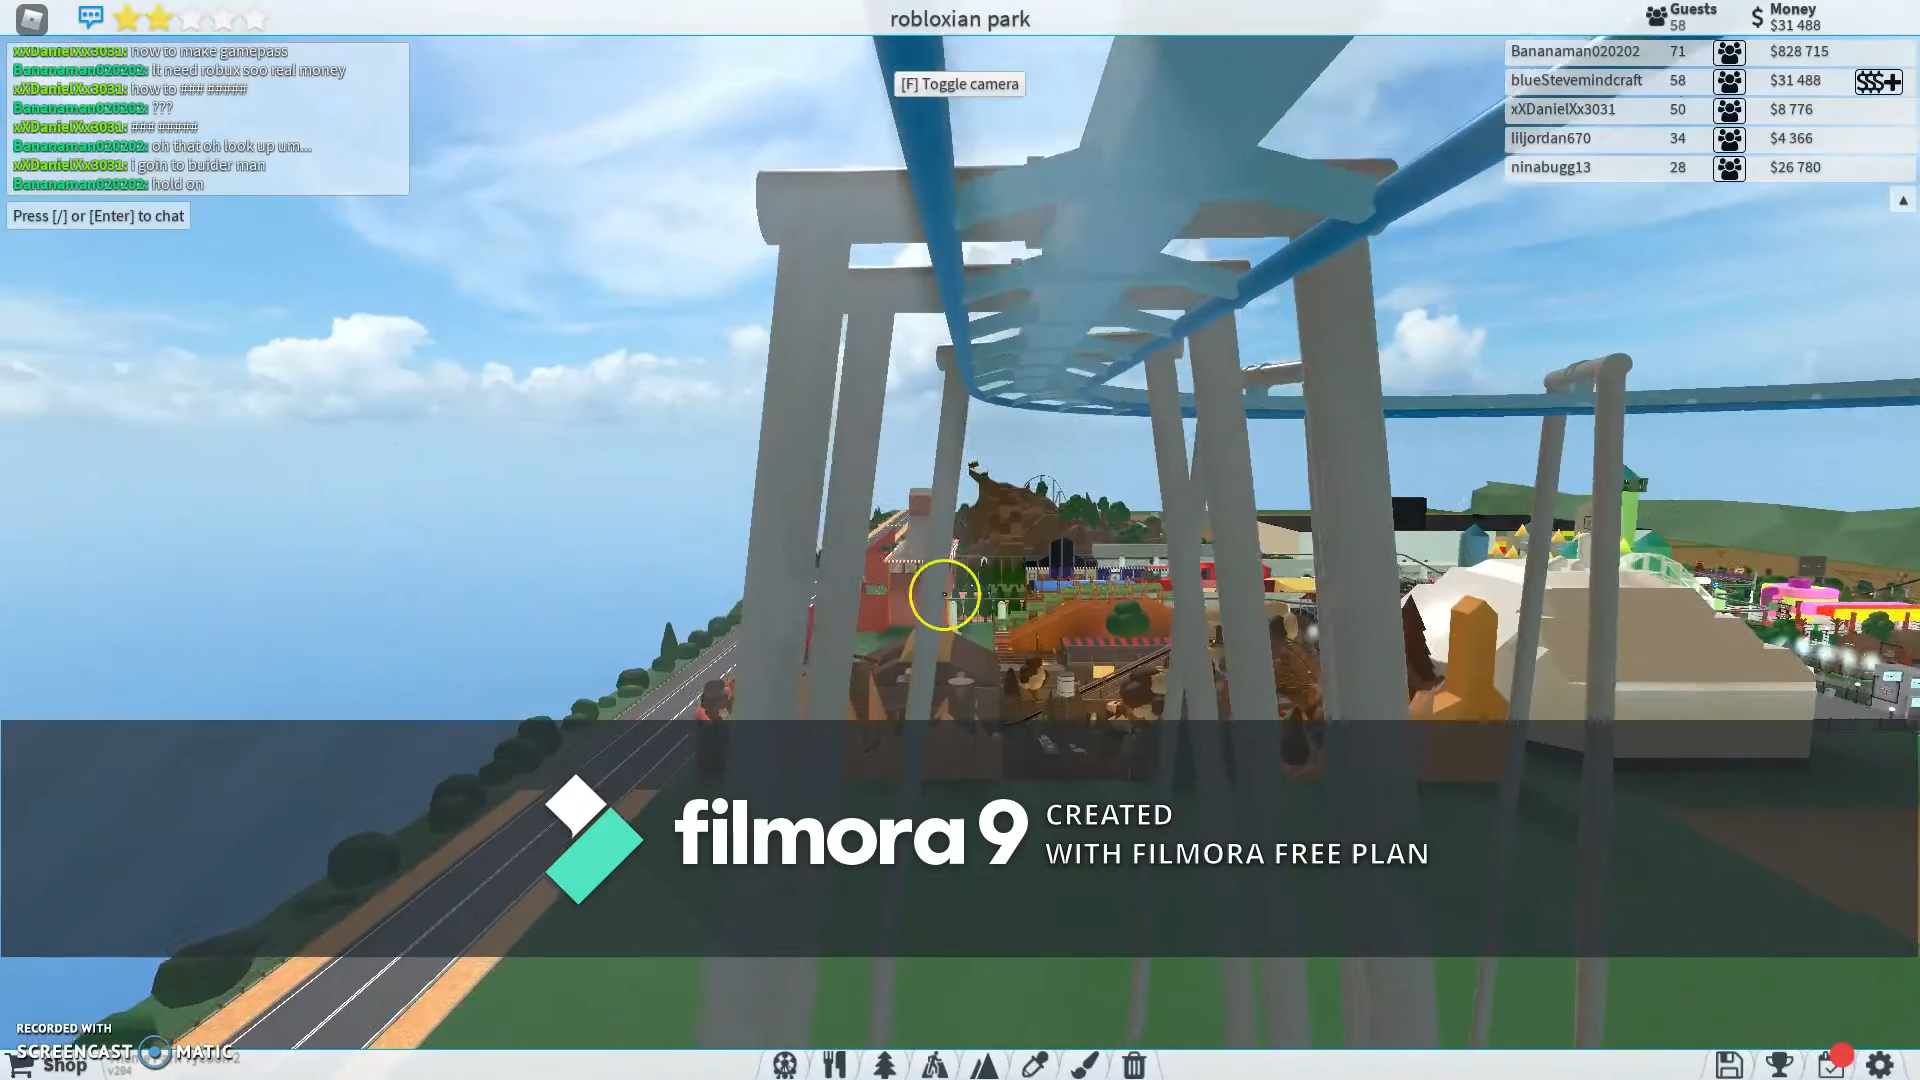 robloxian park
Guests
58
Money
$31 488
xXDanielXx3031: how to make gamepass
Bananaman020202: It need robux soo real money
xXDanielXx3031: how to ### #####
Bananaman020202: ???
xXDanielXx3031: ### #####
Bananaman020202: oh that oh look up um...
xXDanielXx3031: i goin to buider man
Bananaman020202: hold on
Press [/] or [Enter] to chat
[F] Toggle camera
Bananaman020202 71 $828 715
blueStevemindcraft 58 $31 488 $$$+
xXDanielXx3031 50 $8 776
liljordan670 34 $4 366
ninabugg13 28 $26 780
filmora 9
CREATED
WITH FILMORA FREE PLAN
RECORDED WITH
SCREENCAST MATIC
Shop
v294